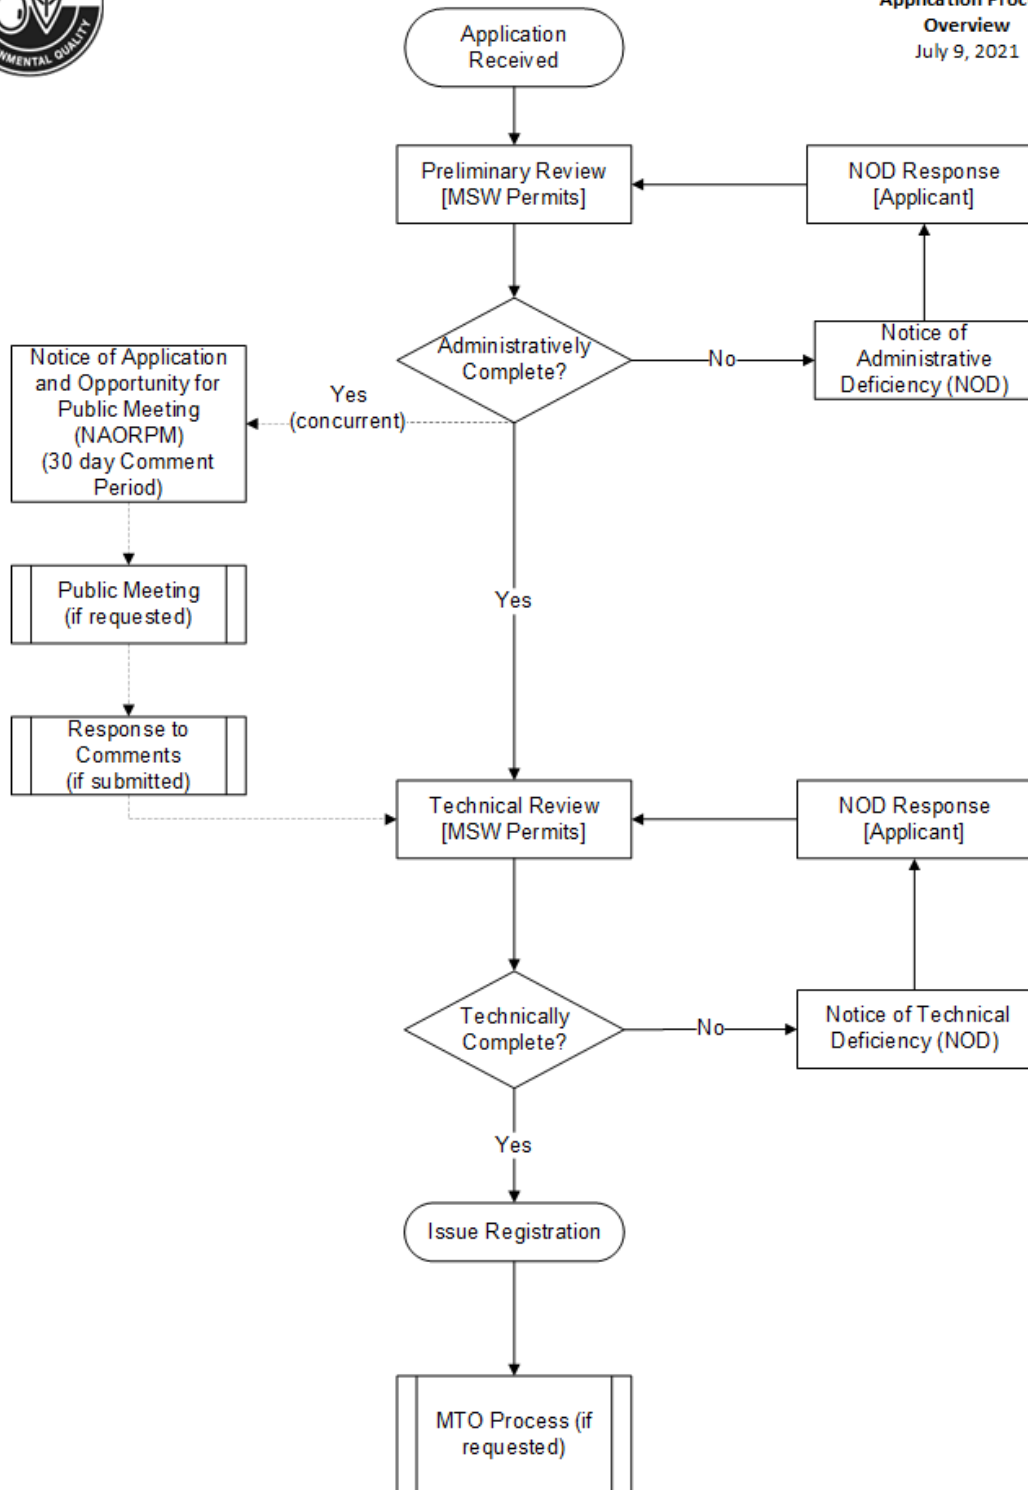 Application
Overview
July 9, 2021
NMENTAL QUALITY
Application
Received
Preliminary Review
[MSW Permits]
NOD Response
[Applicant]
Administratively
Complete?
No
Notice of
Administrative
Deficiency (NOD)
Yes
(concurrent)
Notice of Application
and Opportunity for
Public Meeting
(NAORPM)
(30 day Comment
Period)
Public Meeting
(if requested)
Yes
Response to
Comments
(if submitted)
Technical Review
[MSW Permits]
NOD Response
[Applicant]
Technically
Complete?
No
Notice of Technical
Deficiency (NOD)
Yes
Issue Registration
MTO Process (if
requested)